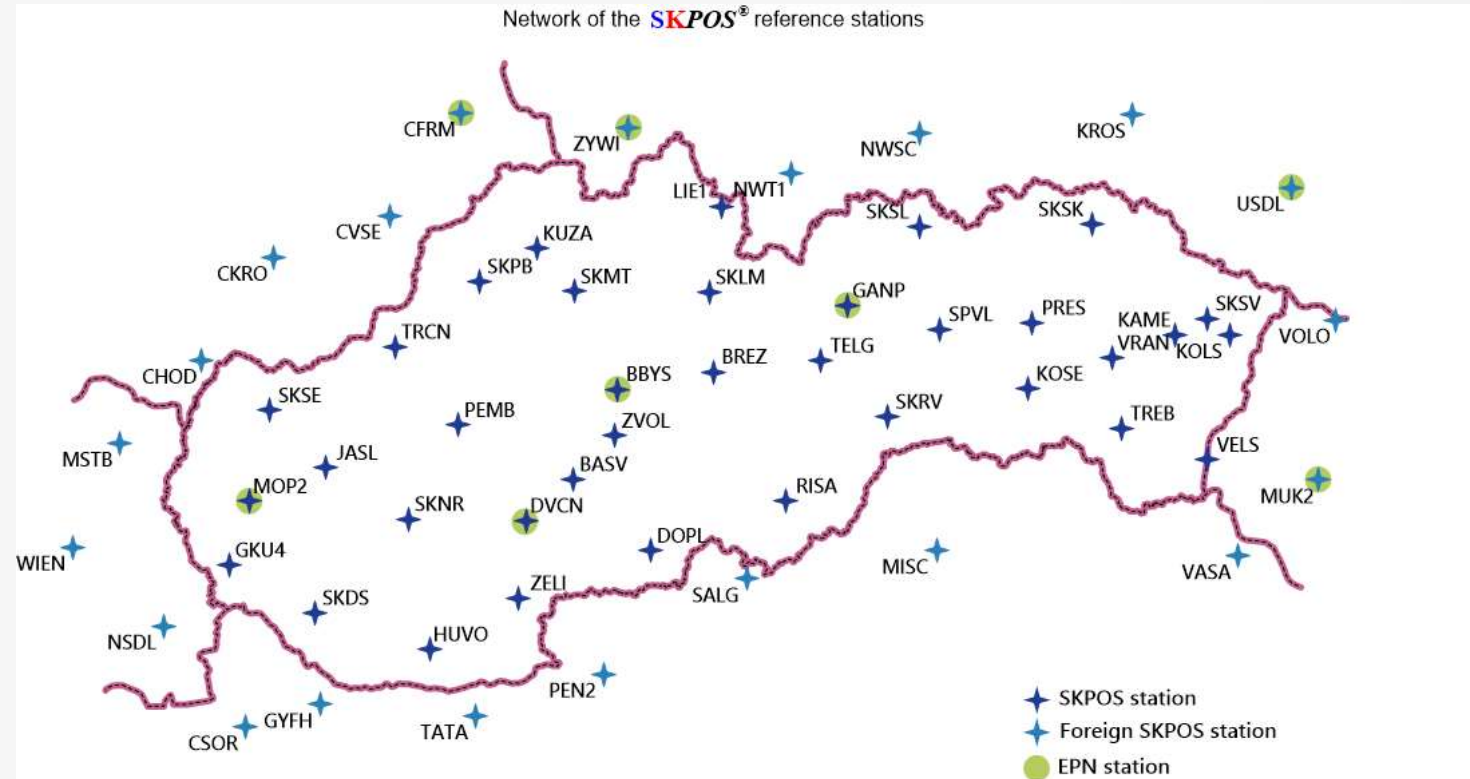 Network of the SKPOS® reference stations
CFRM
ZYWI
NWSC
KROS
LIE1
NWT1
USDL
CVSE
SKSL
SKSK
KUZA
CKRO
SKPB
SKMT
SKLM
GANP
SPVL
PRES
KAME
SKSV
TRCN
VRAN
KOLS
VOLO
CHOD
BREZ
TELG
BBYS
KOSE
SKSE
PEMB
SKRV
TREB
ZVOL
MSTB
JASL
BASV
VELS
MOP2
RISA
MUK2
SKNR
DVCN
WIEN
GKU4
DOPL
MISC
VASA
ZELI
SALG
SKDS
NSDL
HUVO
PEN2
GYFH
TATA
CSOR
SKPOS station
Foreign SKPOS station
EPN station